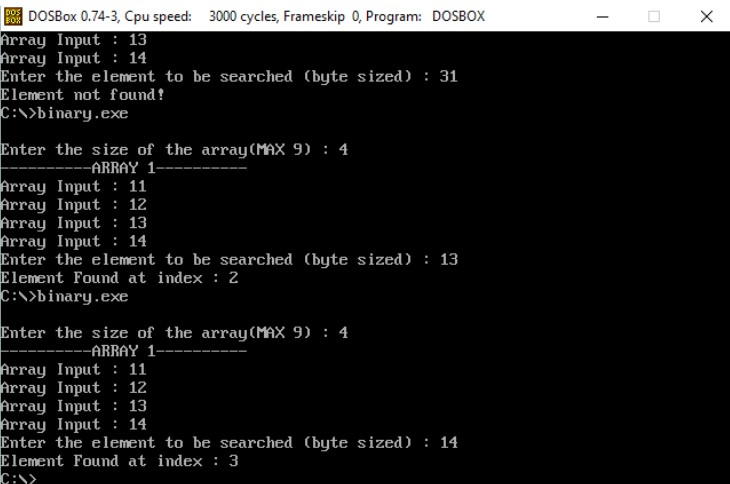 DOSBox 0.74-3, Cpu speed: 3000 cycles, Frameskip 0, Program: DOSBOX
Array Input : 13
Array Input : 14
Enter the element to be searched (byte sized) : 31
Element not found!
C:\>binary.exe
Enter the size of the array(MAX 9) : 4
----------ARRAY 1----------
Array Input : 11
Array Input : 12
Array Input : 13
Array Input : 14
Enter the element to be searched (byte sized) : 13
Element Found at index : 2
C:\>binary.exe
Enter the size of the array(MAX 9) : 4
----------ARRAY 1----------
Array Input : 11
Array Input : 12
Array Input : 13
Array Input : 14
Enter the element to be searched (byte sized) : 14
Element Found at index : 3
C:\>